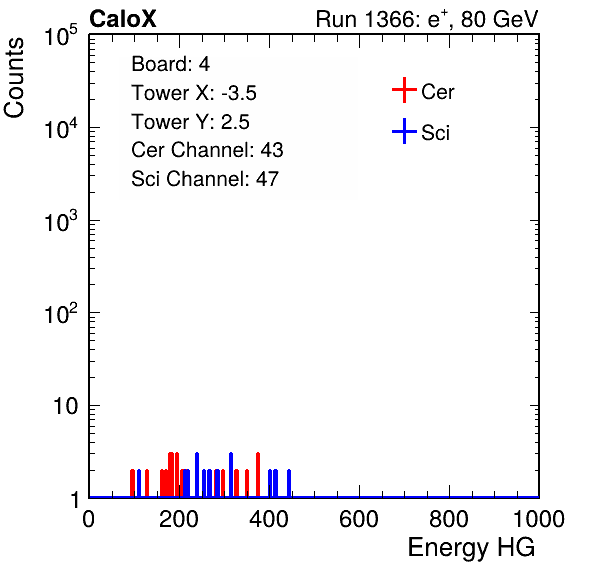 CaloX Run 1366: e⁺, 80 GeV
Counts
Board: 4
Tower X: -3.5
Tower Y: 2.5
Cer Channel: 43
Sci Channel: 47
Cer
Sci
10⁵
10⁴
10³
10²
10
1
0 200 400 600 800 1000
Energy HG